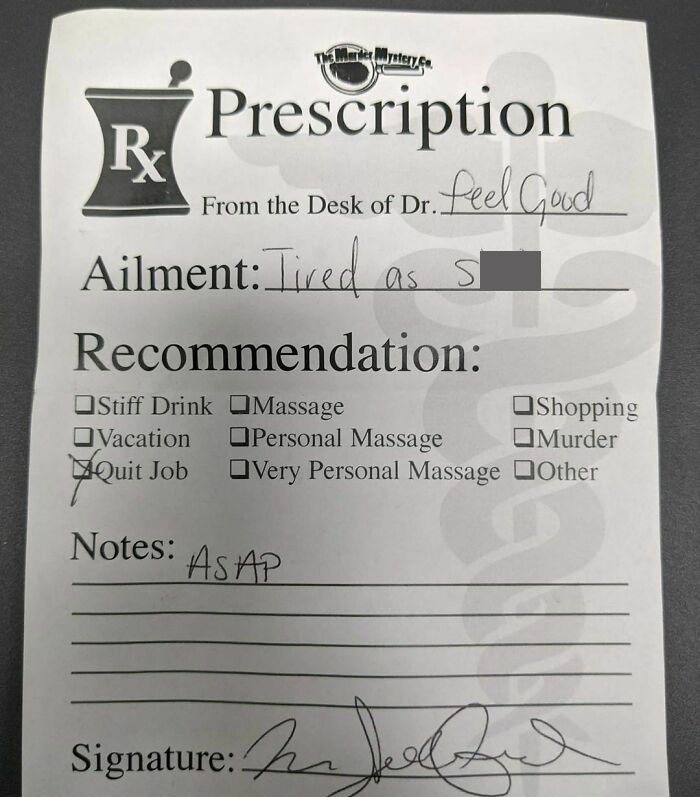 The Murder Mystery Co.
Rx
Prescription
From the Desk of Dr. Feel Good
Ailment: Tired as S
Recommendation:
☐Stiff Drink ☐Massage ☐Shopping
☐Vacation ☐Personal Massage ☐Murder
☒Quit Job ☐Very Personal Massage ☐Other
Notes: ASAP
Signature: